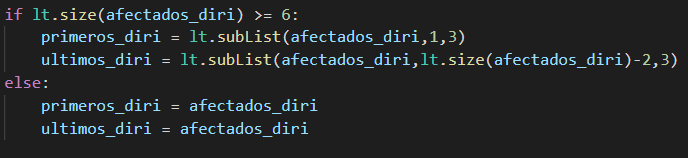 if lt.size(afectados_diri) >= 6:
    primeros_diri = lt.subList(afectados_diri,1,3)
    ultimos_diri = lt.subList(afectados_diri,lt.size(afectados_diri)-2,3)
else:
    primeros_diri = afectados_diri
    ultimos_diri = afectados_diri